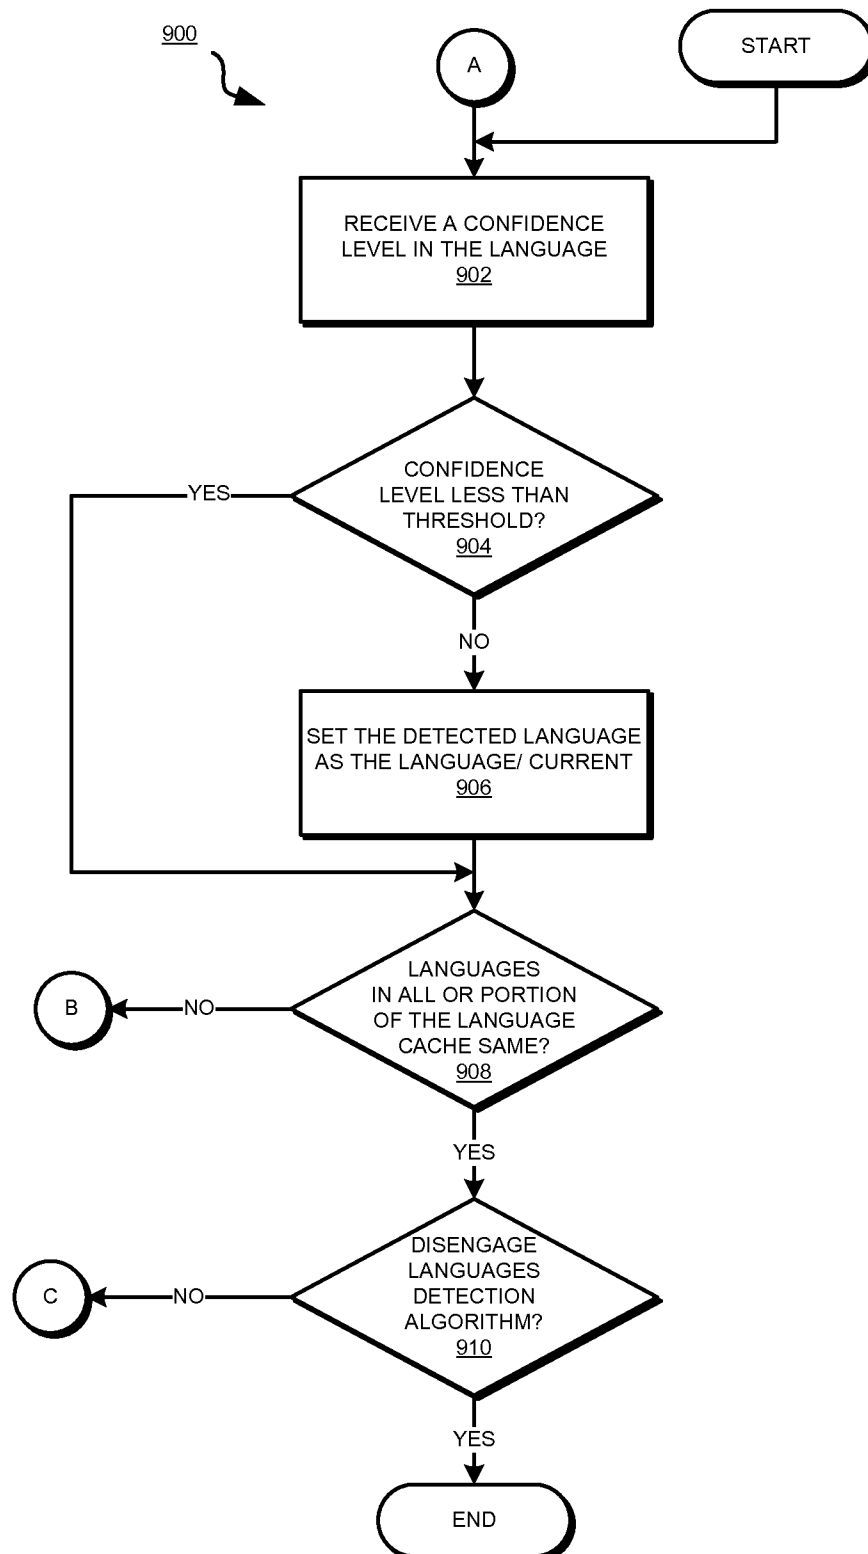 900
A
START
RECEIVE A CONFIDENCE
LEVEL IN THE LANGUAGE
902
CONFIDENCE
LEVEL LESS THAN
THRESHOLD?
904
YES
NO
SET THE DETECTED LANGUAGE
AS THE LANGUAGE/ CURRENT
906
LANGUAGES
IN ALL OR PORTION
OF THE LANGUAGE
CACHE SAME?
908
B
NO
YES
DISENGAGE
LANGUAGES
DETECTION
ALGORITHM?
910
C
NO
YES
END